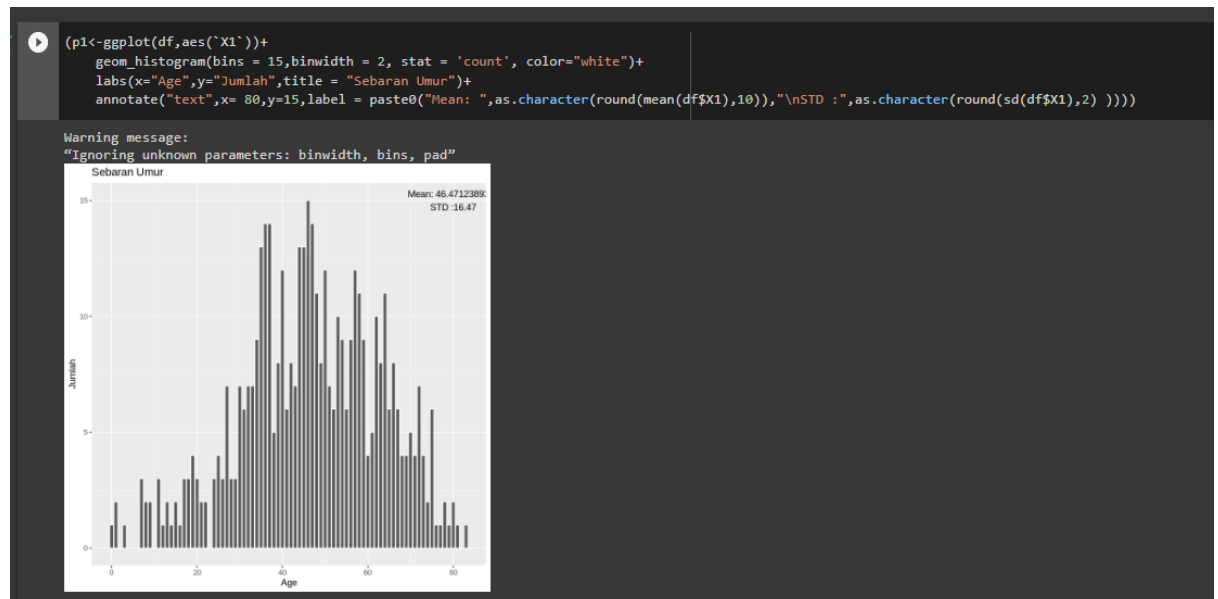 (p1<-ggplot(df,aes(`X1`))+
geom_histogram(bins = 15,binwidth = 2, stat = 'count', color="white")+
labs(x="Age",y="Jumlah",title = "Sebaran Umur")+
annotate("text",x= 80,y=15,label = paste0("Mean: ",as.character(round(mean(df$X1),10)),"\nSTD :",as.character(round(sd(df$X1),2) ))))
Warning message:
“Ignoring unknown parameters: binwidth, bins, pad”
Sebaran Umur
Mean: 46.4712389
STD :16.47
15
10
5
0
Jumlah
0 20 40 60 80
Age